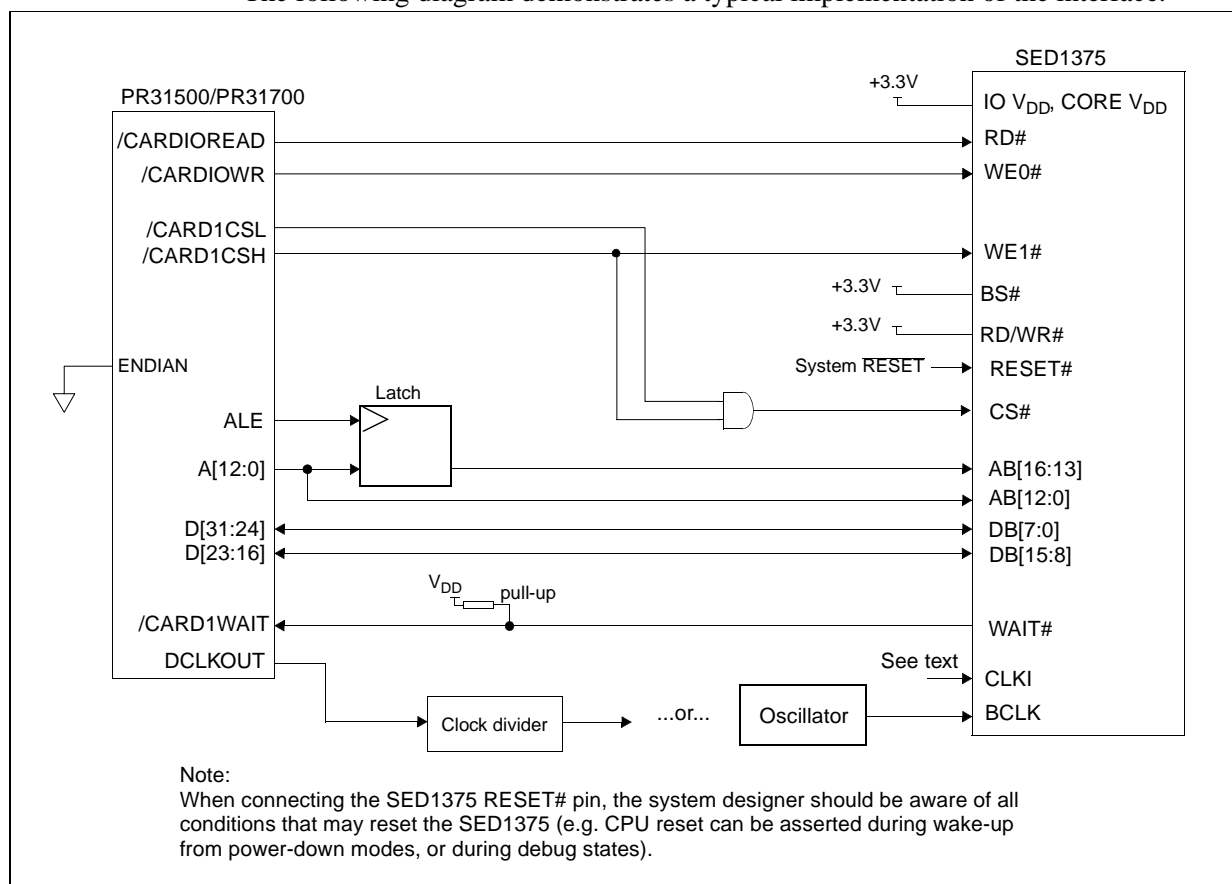 The following diagram demonstrates a typical implementation of the interface.
SED1375
PR31500/PR31700
+3.3V
IO VDD, CORE VDD
/CARDIOREAD
RD#
/CARDIOWR
WE0#
/CARD1CSL
/CARD1CSH
WE1#
+3.3V
BS#
+3.3V
RD/WR#
ENDIAN
System RESET
RESET#
Latch
ALE
CS#
A[12:0]
AB[16:13]
AB[12:0]
D[31:24]
DB[7:0]
D[23:16]
DB[15:8]
VDD
pull-up
/CARD1WAIT
WAIT#
DCLKOUT
See text
CLKI
Clock divider
...or...
Oscillator
BCLK
Note:
When connecting the SED1375 RESET# pin, the system designer should be aware of all
conditions that may reset the SED1375 (e.g. CPU reset can be asserted during wake-up
from power-down modes, or during debug states).